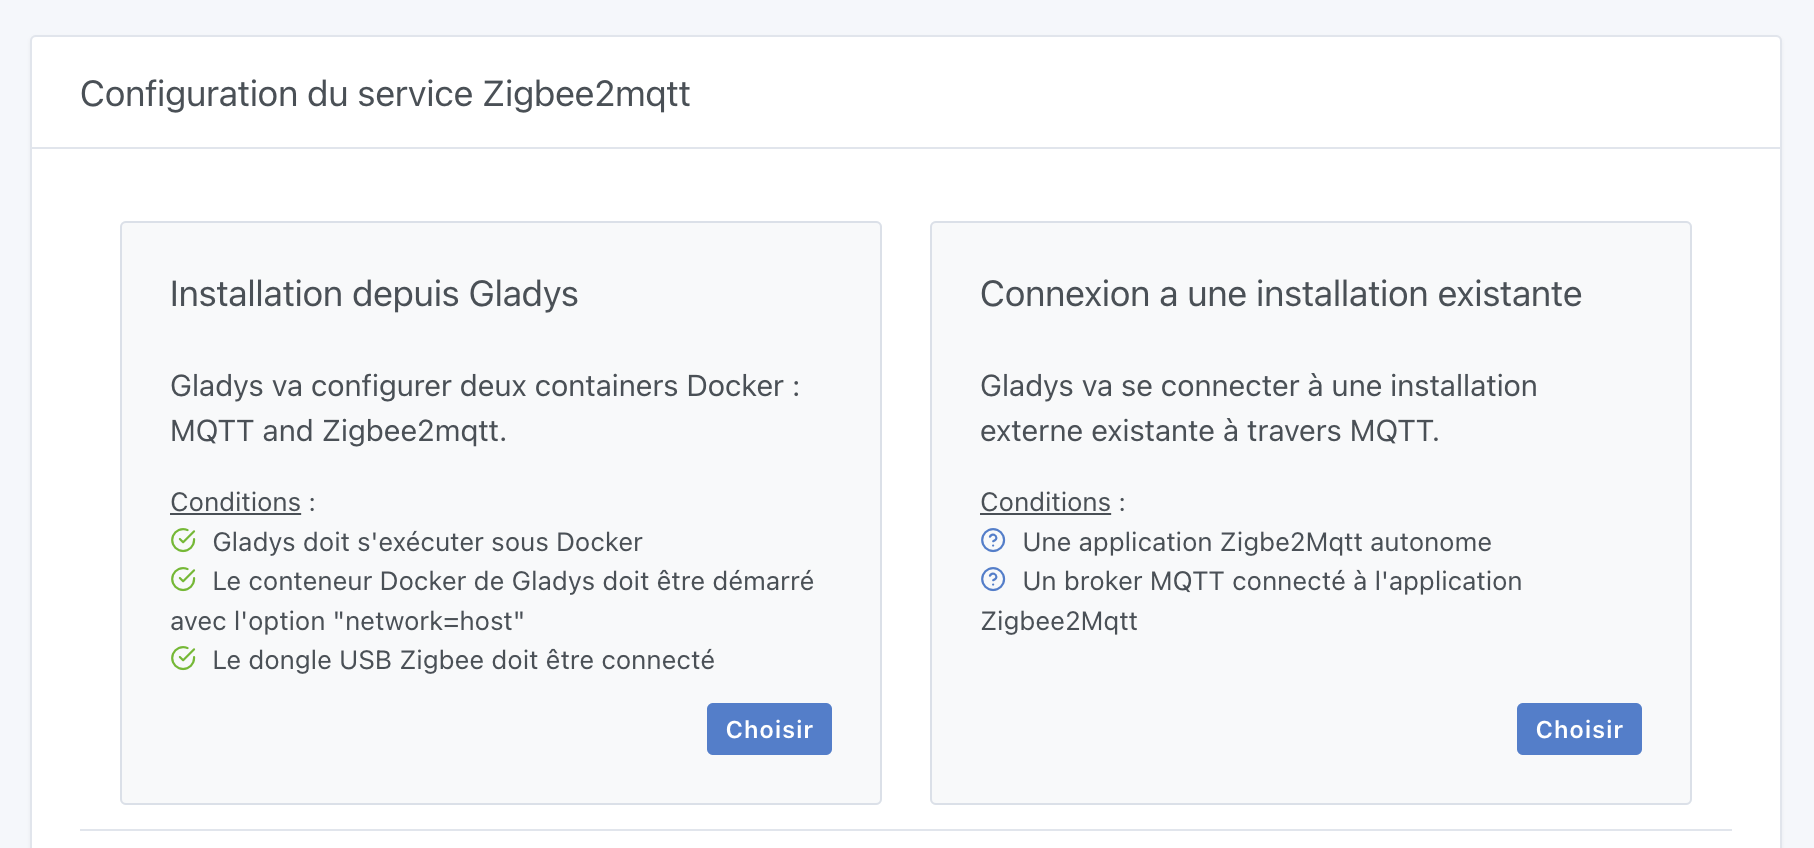 Configuration du service Zigbee2mqtt
Installation depuis Gladys
Gladys va configurer deux containers Docker :
MQTT and Zigbee2mqtt.
Conditions :
Gladys doit s'exécuter sous Docker
Le conteneur Docker de Gladys doit être démarré
avec l'option "network=host"
Le dongle USB Zigbee doit être connecté
Choisir
Connexion a une installation existante
Gladys va se connecter à une installation
externe existante à travers MQTT.
Conditions :
Une application Zigbe2Mqtt autonome
Un broker MQTT connecté à l'application
Zigbee2Mqtt
Choisir